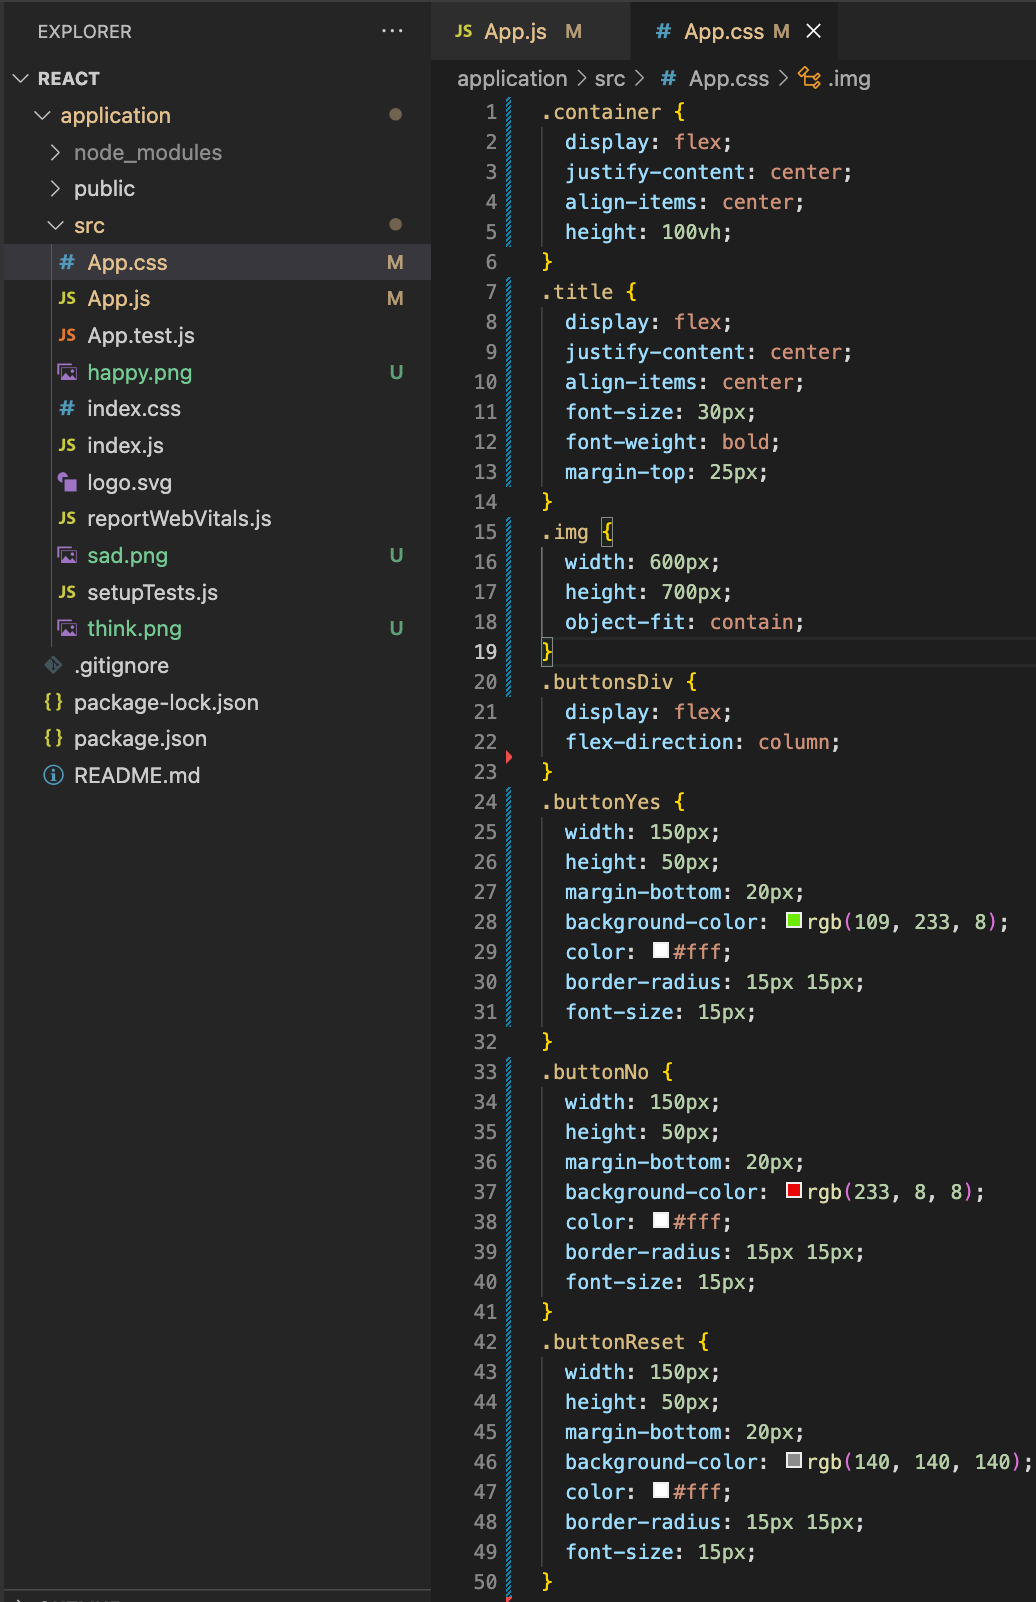 EXPLORER ...
REACT
application
node_modules
public
src
# App.css M
JS App.js M
JS App.test.js
happy.png U
# index.css
JS index.js
logo.svg
JS reportWebVitals.js
sad.png U
JS setupTests.js
think.png U
.gitignore
{} package-lock.json
{} package.json
README.md
JS App.js M # App.css M
application > src > # App.css > .img
1 .container {
2 display: flex;
3 justify-content: center;
4 align-items: center;
5 height: 100vh;
6 }
7 .title {
8 display: flex;
9 justify-content: center;
10 align-items: center;
11 font-size: 30px;
12 font-weight: bold;
13 margin-top: 25px;
14 }
15 .img {
16 width: 600px;
17 height: 700px;
18 object-fit: contain;
19 }
20 .buttonsDiv {
21 display: flex;
22 flex-direction: column;
23 }
24 .buttonYes {
25 width: 150px;
26 height: 50px;
27 margin-bottom: 20px;
28 background-color: rgb(109, 233, 8);
29 color: #fff;
30 border-radius: 15px 15px;
31 font-size: 15px;
32 }
33 .buttonNo {
34 width: 150px;
35 height: 50px;
36 margin-bottom: 20px;
37 background-color: rgb(233, 8, 8);
38 color: #fff;
39 border-radius: 15px 15px;
40 font-size: 15px;
41 }
42 .buttonReset {
43 width: 150px;
44 height: 50px;
45 margin-bottom: 20px;
46 background-color: rgb(140, 140, 140);
47 color: #fff;
48 border-radius: 15px 15px;
49 font-size: 15px;
50 }